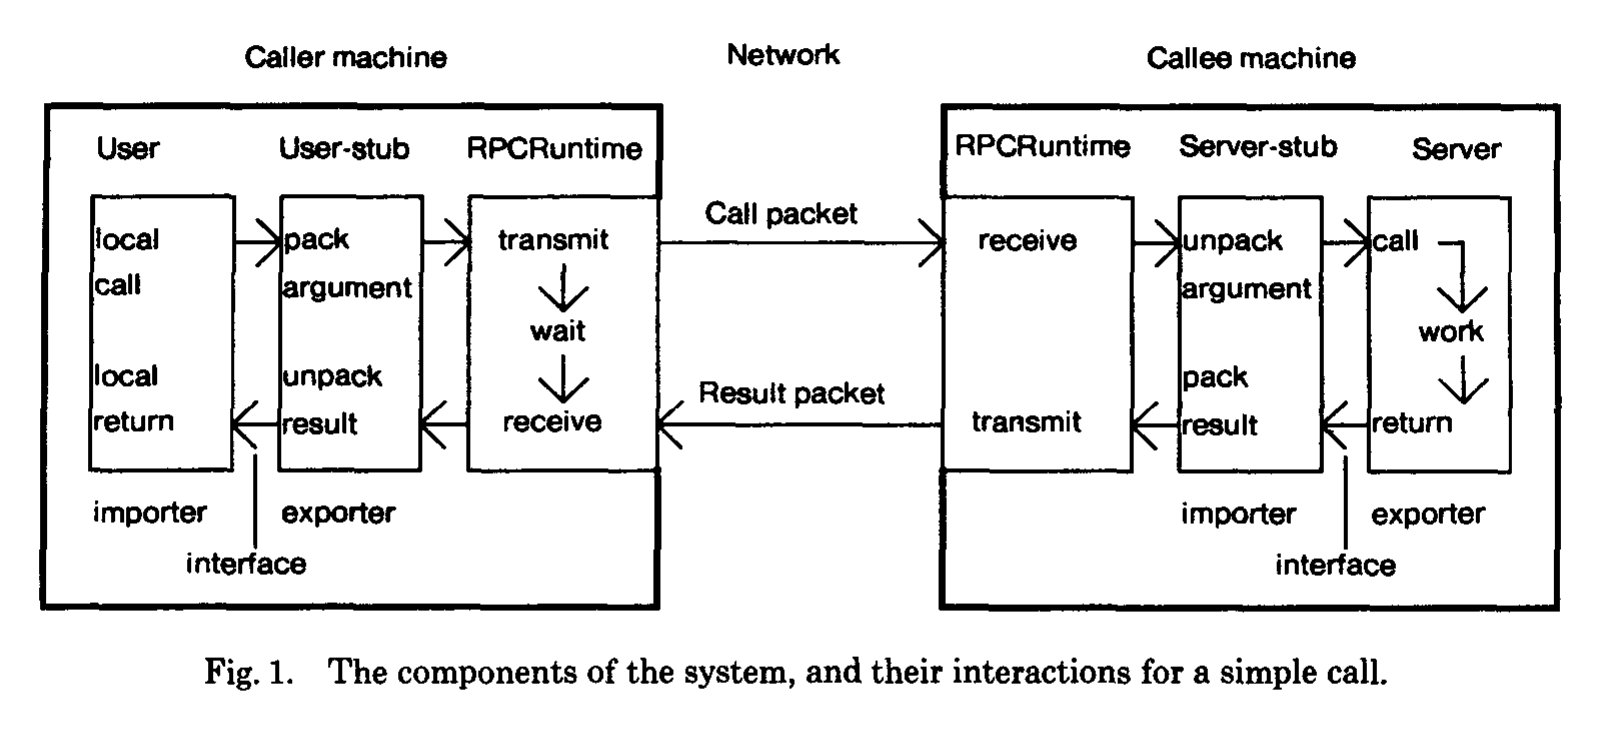 Caller machine Network Callee machine
User User-stub RPCRuntime RPCRuntime Server-stub Server
Call packet
local pack transmit receive unpack call
call argument argument
wait work
local unpack pack
Result packet
return result receive transmit result return
importer exporter importer exporter
interface interface
Fig. 1. The components of the system, and their interactions for a simple call.